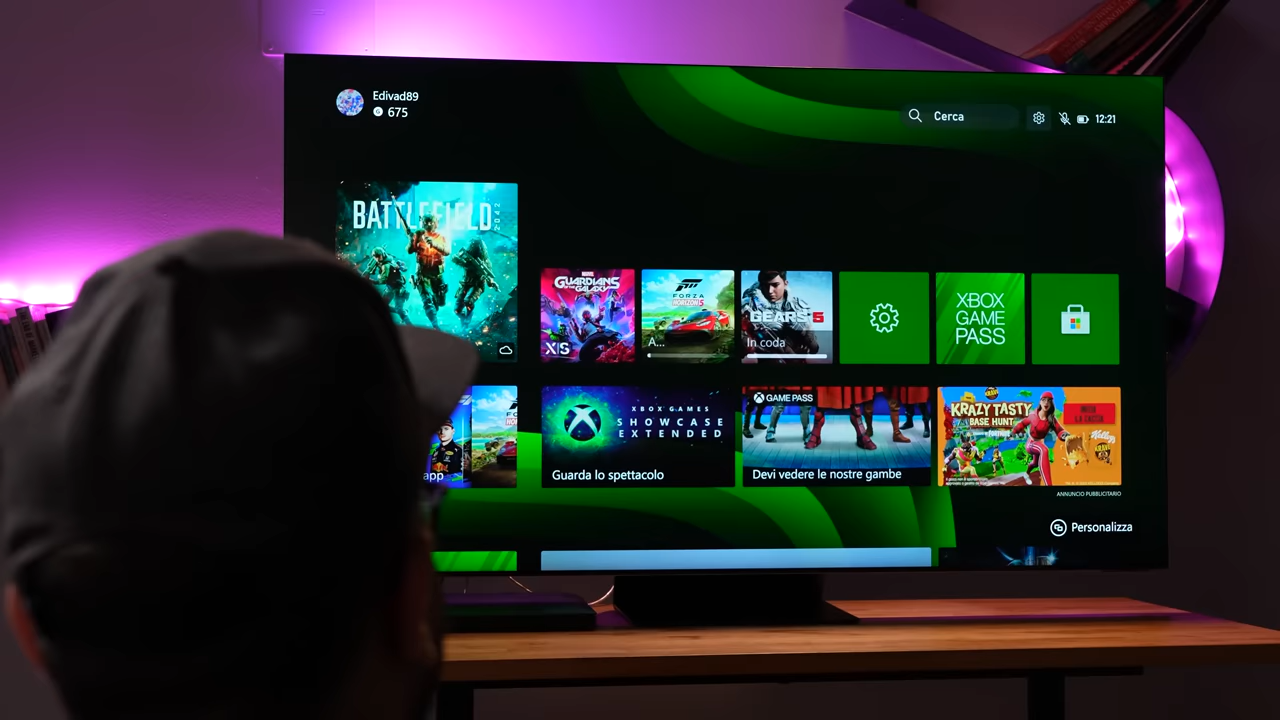 Edivad89
G 675
Cerca
12:21
BATTLEFIELD
2042
MARVEL
GUARDIANS
OF THE GALAXY
X|S
FORZA
HORIZON 5
A...
GEARS 5
In coda
XBOX
GAME
PASS
app
XBOX GAMES
SHOWCASE
EXTENDED
Guarda lo spettacolo
GAME PASS
Devi vedere le nostre gambe
KRAZY TASTY
BASE HUNT
ANNUNCIO PUBBLICITARIO
Personalizza